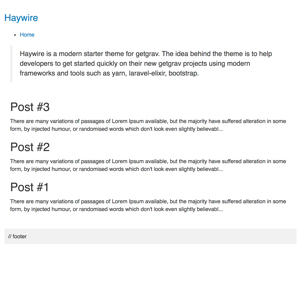 Haywire
Home
Haywire is a modern starter theme for getgrav. The idea behind the theme is to help
developers to get started quickly on their new getgrav projects using modern
frameworks and tools such as yarn, laravel-elixir, bootstrap.
Post #3
There are many variations of passages of Lorem Ipsum available, but the majority have suffered alteration in some
form, by injected humour, or randomised words which don't look even slightly believabl...
Post #2
There are many variations of passages of Lorem Ipsum available, but the majority have suffered alteration in some
form, by injected humour, or randomised words which don't look even slightly believabl...
Post #1
There are many variations of passages of Lorem Ipsum available, but the majority have suffered alteration in some
form, by injected humour, or randomised words which don't look even slightly believabl...
// footer